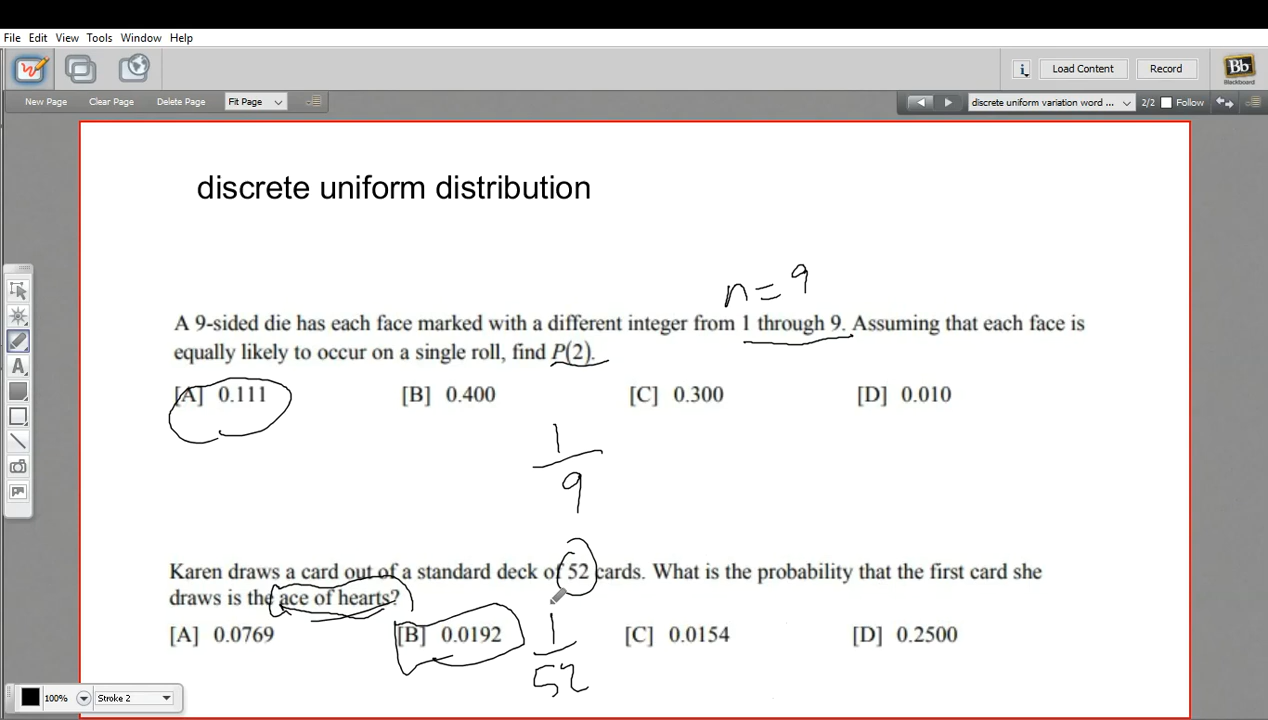 File Edit View Tools Window Help
i Load Content Record Bb
Blackboard
New Page Clear Page Delete Page Fit Page discrete uniform variation word ... 2/2 Follow
discrete uniform distribution
n = 9
A 9-sided die has each face marked with a different integer from 1 through 9. Assuming that each face is
equally likely to occur on a single roll, find P(2).
[A] 0.111 [B] 0.400 [C] 0.300 [D] 0.010
1
9
Karen draws a card out of a standard deck of 52 cards. What is the probability that the first card she
draws is the ace of hearts?
[A] 0.0769 [B] 0.0192 [C] 0.0154 [D] 0.2500
1
52
100% Stroke 2